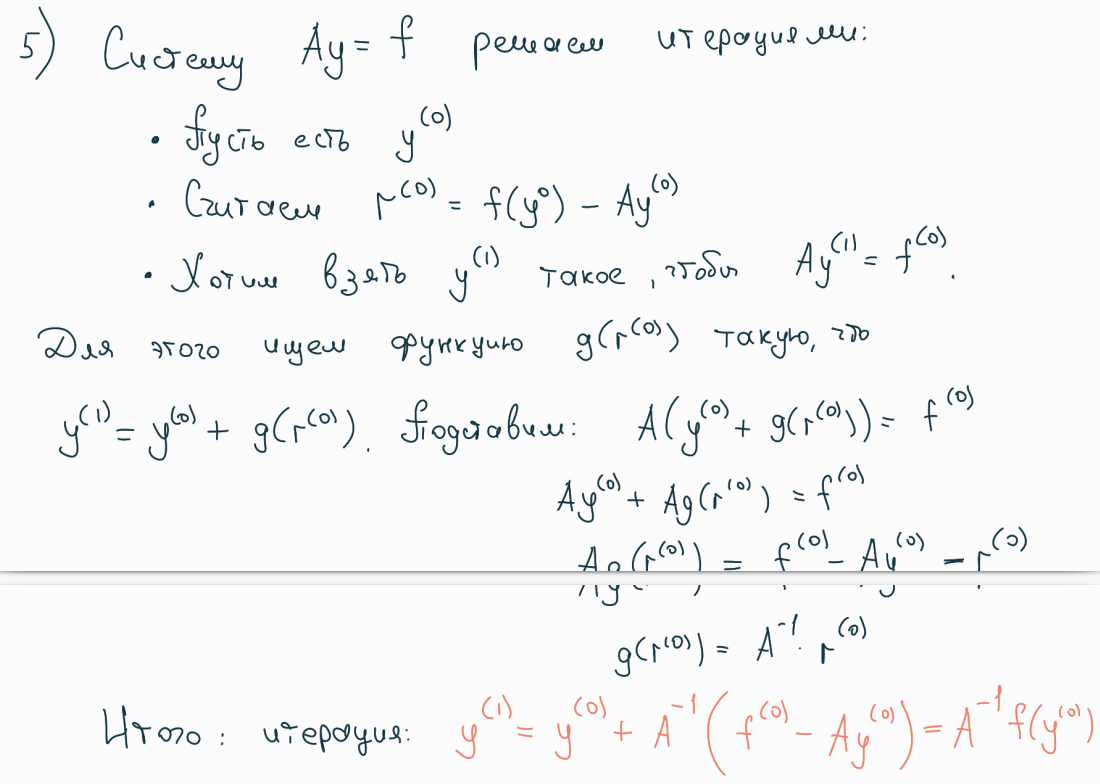 5) Систему Ay = f решаем итерациями:
• Пусть есть y^(0)
• Считаем r^(0) = f(y^0) − Ay^(0)
• Хотим взять y^(1) такое, чтобы Ay^(1) = f^(0).
Для этого ищем функцию g(r^(0)) такую, что
y^(1) = y^(0) + g(r^(0)). Подставим: A(y^(0) + g(r^(0))) = f^(0)
Ay^(0) + Ag(r^(0)) = f^(0)
Ag(r^(0)) = f^(0) − Ay^(0) − r^(0)
g(r^(0)) = A^-1 · r^(0)
Итого: итерация: y^(1) = y^(0) + A^-1 (f^(0) − Ay^(0)) = A^-1 f(y^(0))